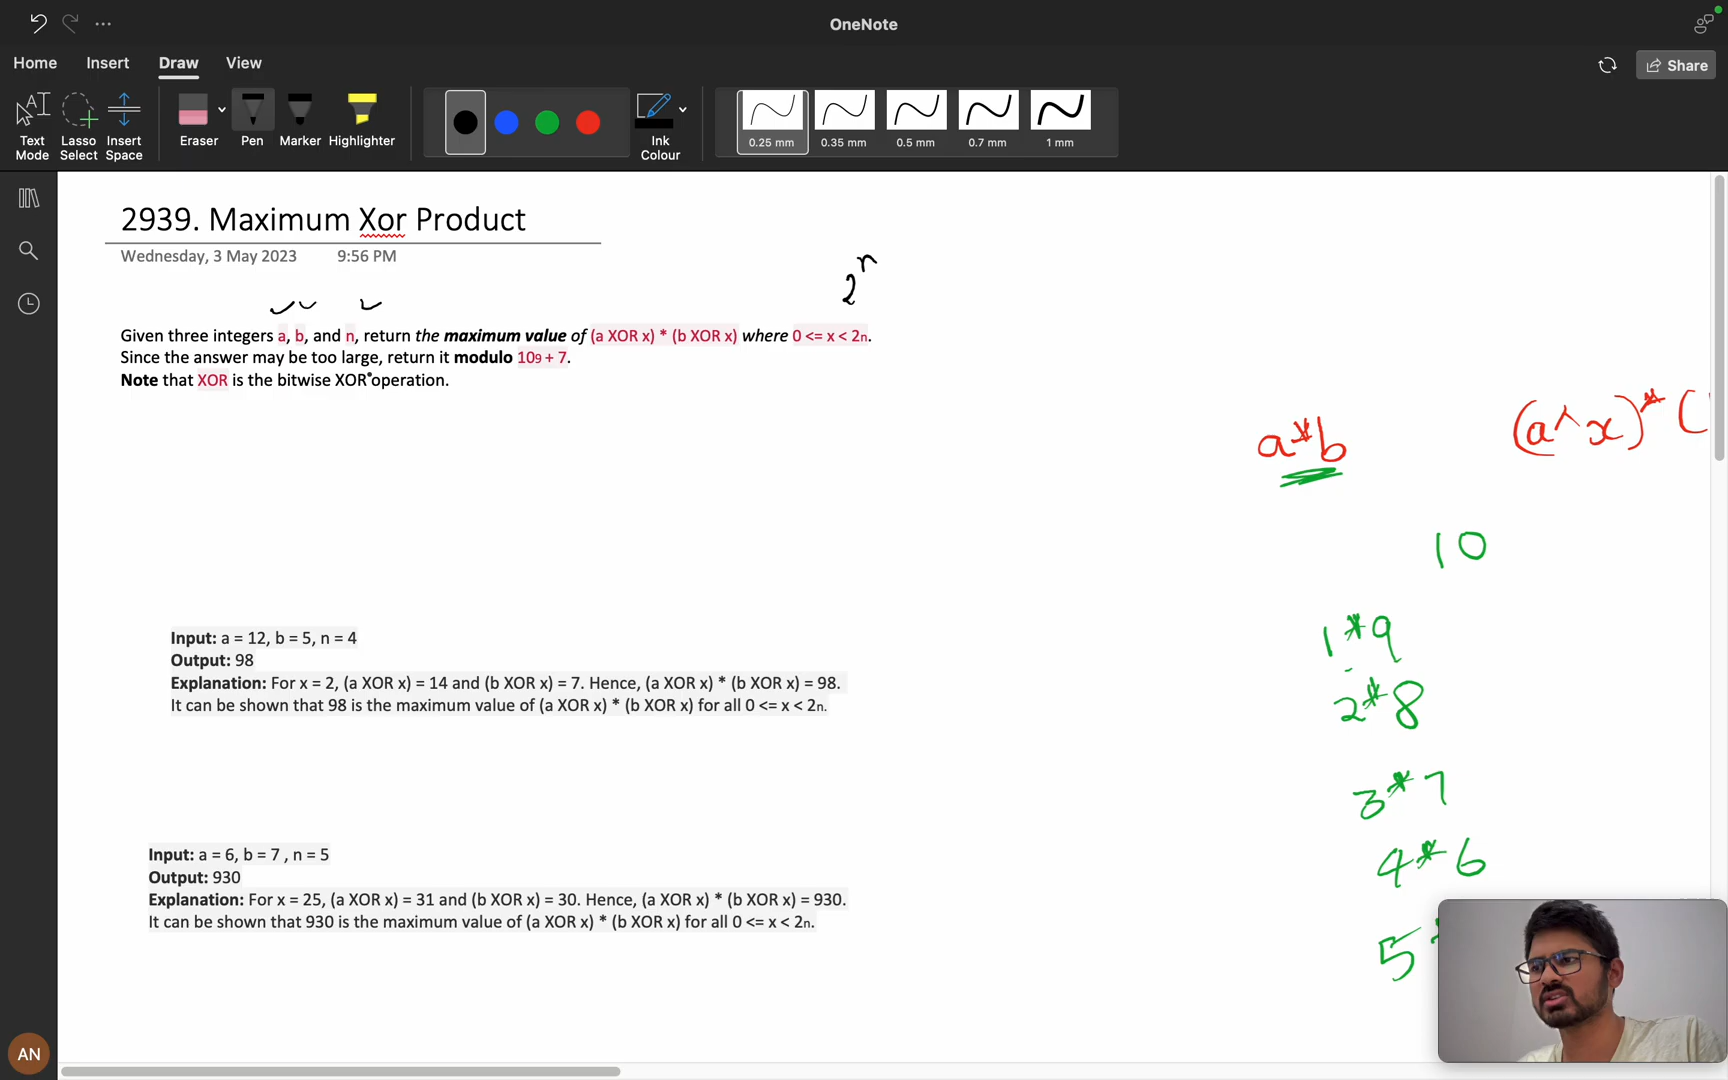 OneNote
Home Insert Draw View
Share
Text Mode
Lasso Select
Insert Space
Eraser
Pen
Marker
Highlighter
Ink Colour
0.25 mm
0.35 mm
0.5 mm
0.7 mm
1 mm
2939. Maximum Xor Product
Wednesday, 3 May 2023 9:56 PM
2^n
Given three integers a, b, and n, return the maximum value of (a XOR x) * (b XOR x) where 0 <= x < 2n.
Since the answer may be too large, return it modulo 109 + 7.
Note that XOR is the bitwise XOR operation.
a*b
(a^x)* (
10
1*9
2*8
3*7
4*6
5*
Input: a = 12, b = 5, n = 4
Output: 98
Explanation: For x = 2, (a XOR x) = 14 and (b XOR x) = 7. Hence, (a XOR x) * (b XOR x) = 98.
It can be shown that 98 is the maximum value of (a XOR x) * (b XOR x) for all 0 <= x < 2n.
Input: a = 6, b = 7 , n = 5
Output: 930
Explanation: For x = 25, (a XOR x) = 31 and (b XOR x) = 30. Hence, (a XOR x) * (b XOR x) = 930.
It can be shown that 930 is the maximum value of (a XOR x) * (b XOR x) for all 0 <= x < 2n.
AN